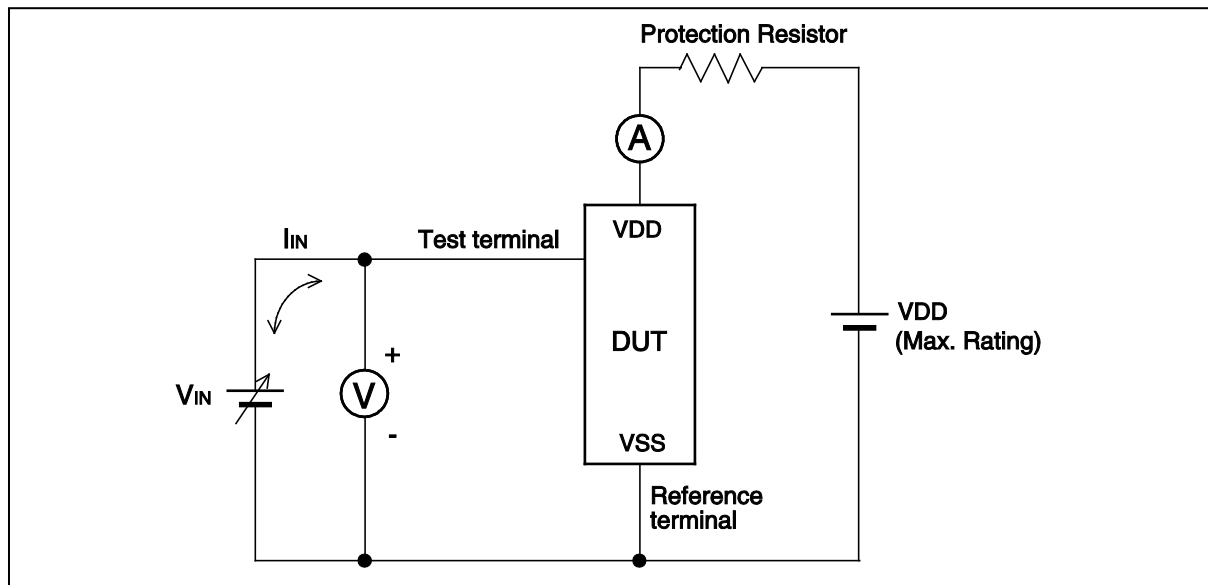 Protection Resistor
A
VDD
IIN
Test terminal
VDD
(Max. Rating)
DUT
+
VIN
V
-
VSS
Reference
terminal